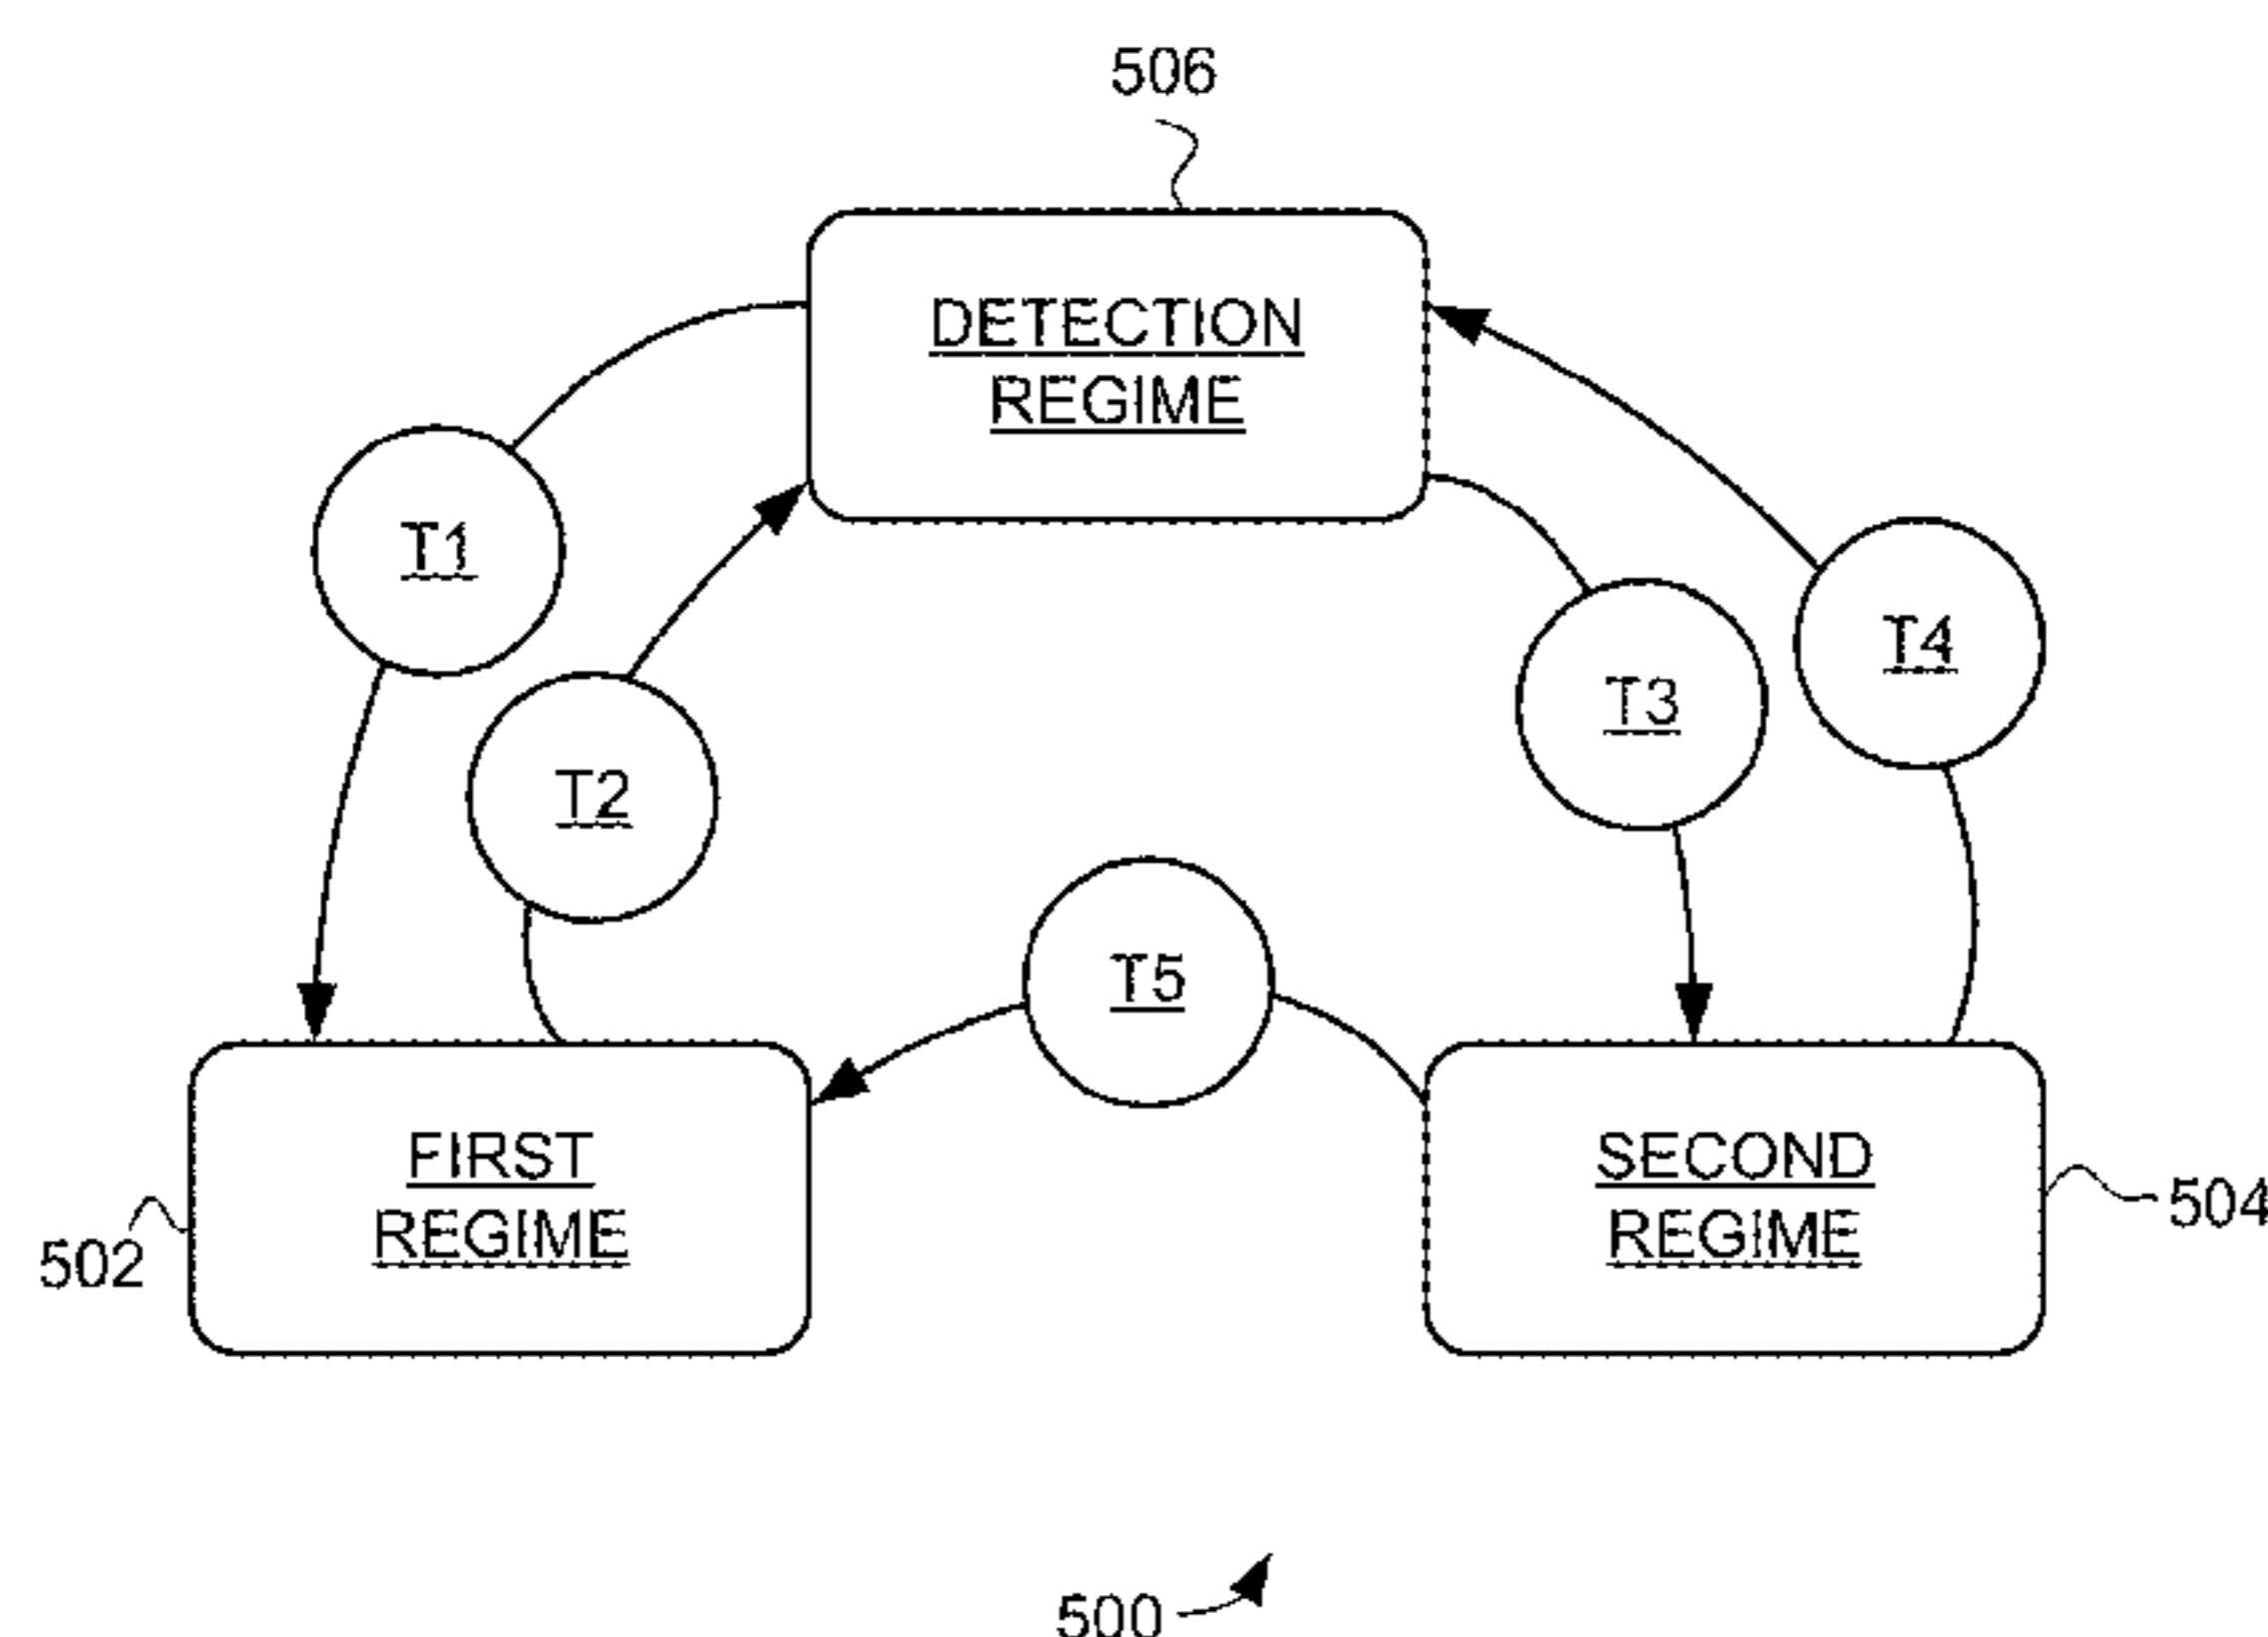 506
DETECTION
REGIME
T1
T2
T3
T4
T5
FIRST
REGIME
SECOND
REGIME
502
504
500